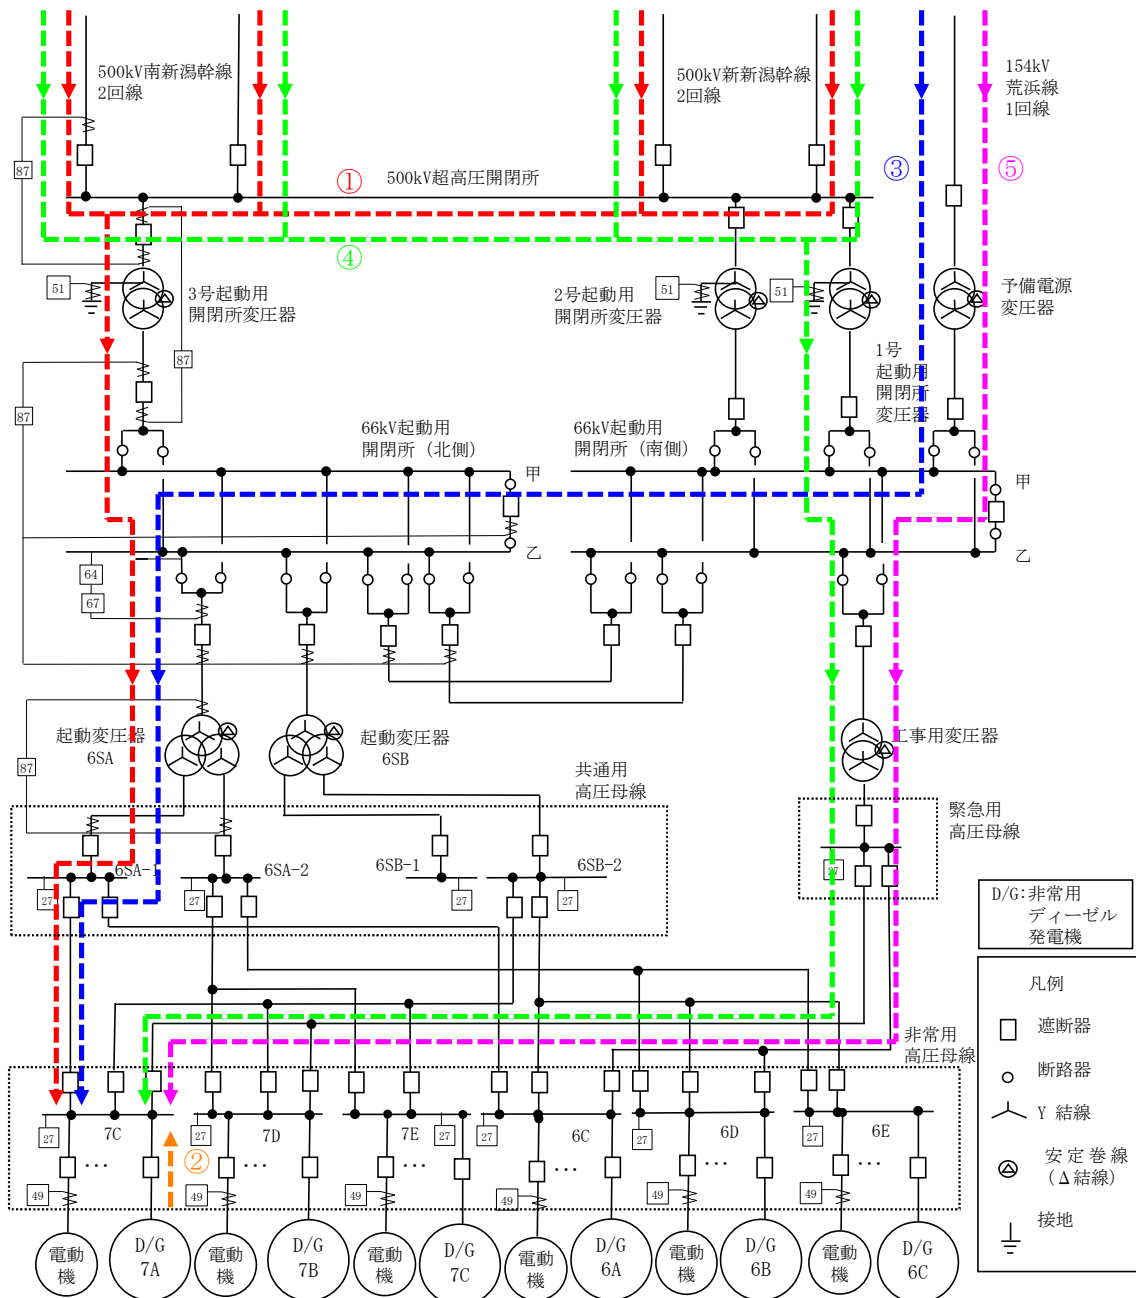 500kV南新潟幹線
2回線
500kV新新潟幹線
2回線
154kV
荒浜線
1回線
87
①
500kV超高圧開閉所
③
⑤
④
51
3号起動用
開閉所変圧器
2号起動用
開閉所変圧器
51
51
予備電源
変圧器
87
87
1号
起動用
開閉所
変圧器
66kV起動用
開閉所（北側）
66kV起動用
開閉所（南側）
甲
甲
乙
乙
64
67
起動変圧器
6SA
起動変圧器
6SB
工事用変圧器
87
共通用
高圧母線
緊急用
高圧母線
6SA-1
6SA-2
6SB-1
6SB-2
27
27
27
27
27
D/G:非常用
ディーゼル
発電機
凡例
遮断器
断路器
Y 結線
安定巻線
(Δ結線)
接地
非常用
高圧母線
27
7C
27
7D
7E
27
27
6C
27
6D
27
6E
②
…
…
…
…
…
…
49
49
49
49
49
49
電動
機
D/G
7A
電動
機
D/G
7B
電動
機
D/G
7C
電動
機
D/G
6A
電動
機
D/G
6B
電動
機
D/G
6C